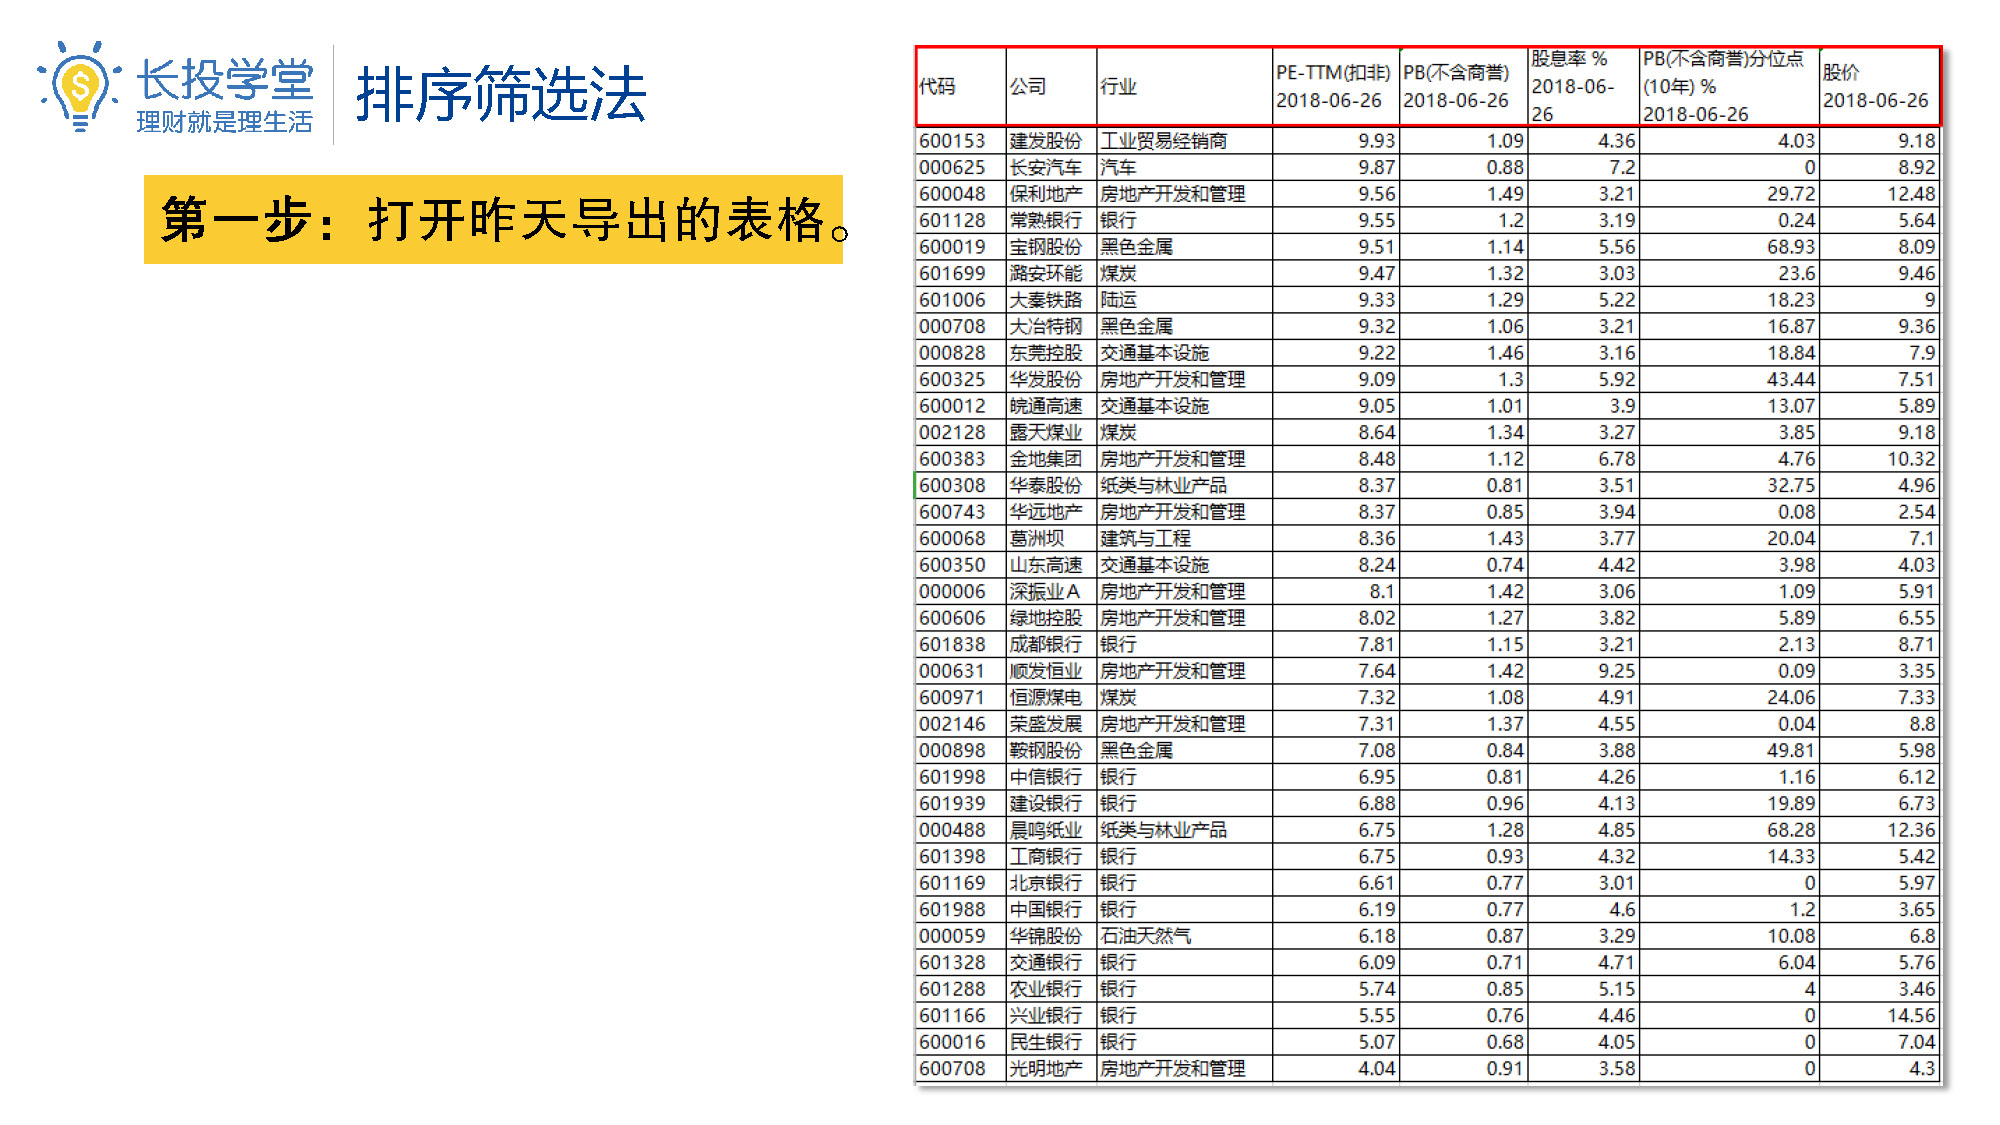 长投学堂
理财就是理生活
排序筛选法
第一步：打开昨天导出的表格。
代码 公司 行业 PE-TTM(扣非) 2018-06-26 PB(不含商誉) 2018-06-26 股息率 % 2018-06-26 PB(不含商誉)分位点(10年) % 2018-06-26 股价 2018-06-26
600153 建发股份 工业贸易经销商 9.93 1.09 4.36 4.03 9.18
000625 长安汽车 汽车 9.87 0.88 7.2 0 8.92
600048 保利地产 房地产开发和管理 9.56 1.49 3.21 29.72 12.48
601128 常熟银行 银行 9.55 1.2 3.19 0.24 5.64
600019 宝钢股份 黑色金属 9.51 1.14 5.56 68.93 8.09
601699 潞安环能 煤炭 9.47 1.32 3.03 23.6 9.46
601006 大秦铁路 陆运 9.33 1.29 5.22 18.23 9
000708 大冶特钢 黑色金属 9.32 1.06 3.21 16.87 9.36
000828 东莞控股 交通基本设施 9.22 1.46 3.16 18.84 7.9
600325 华发股份 房地产开发和管理 9.09 1.3 5.92 43.44 7.51
600012 皖通高速 交通基本设施 9.05 1.01 3.9 13.07 5.89
002128 露天煤业 煤炭 8.64 1.34 3.27 3.85 9.18
600383 金地集团 房地产开发和管理 8.48 1.12 6.78 4.76 10.32
600308 华泰股份 纸类与林业产品 8.37 0.81 3.51 32.75 4.96
600743 华远地产 房地产开发和管理 8.37 0.85 3.94 0.08 2.54
600068 葛洲坝 建筑与工程 8.36 1.43 3.77 20.04 7.1
600350 山东高速 交通基本设施 8.24 0.74 4.42 3.98 4.03
000006 深振业A 房地产开发和管理 8.1 1.42 3.06 1.09 5.91
600606 绿地控股 房地产开发和管理 8.02 1.27 3.82 5.89 6.55
601838 成都银行 银行 7.81 1.15 3.21 2.13 8.71
000631 顺发恒业 房地产开发和管理 7.64 1.42 9.25 0.09 3.35
600971 恒源煤电 煤炭 7.32 1.08 4.91 24.06 7.33
002146 荣盛发展 房地产开发和管理 7.31 1.37 4.55 0.04 8.8
000898 鞍钢股份 黑色金属 7.08 0.84 3.88 49.81 5.98
601998 中信银行 银行 6.95 0.81 4.26 1.16 6.12
601939 建设银行 银行 6.88 0.96 4.13 19.89 6.73
000488 晨鸣纸业 纸类与林业产品 6.75 1.28 4.85 68.28 12.36
601398 工商银行 银行 6.75 0.93 4.32 14.33 5.42
601169 北京银行 银行 6.61 0.77 3.01 0 5.97
601988 中国银行 银行 6.19 0.77 4.6 1.2 3.65
000059 华锦股份 石油天然气 6.18 0.87 3.29 10.08 6.8
601328 交通银行 银行 6.09 0.71 4.71 6.04 5.76
601288 农业银行 银行 5.74 0.85 5.15 4 3.46
601166 兴业银行 银行 5.55 0.76 4.46 0 14.56
600016 民生银行 银行 5.07 0.68 4.05 0 7.04
600708 光明地产 房地产开发和管理 4.04 0.91 3.58 0 4.3